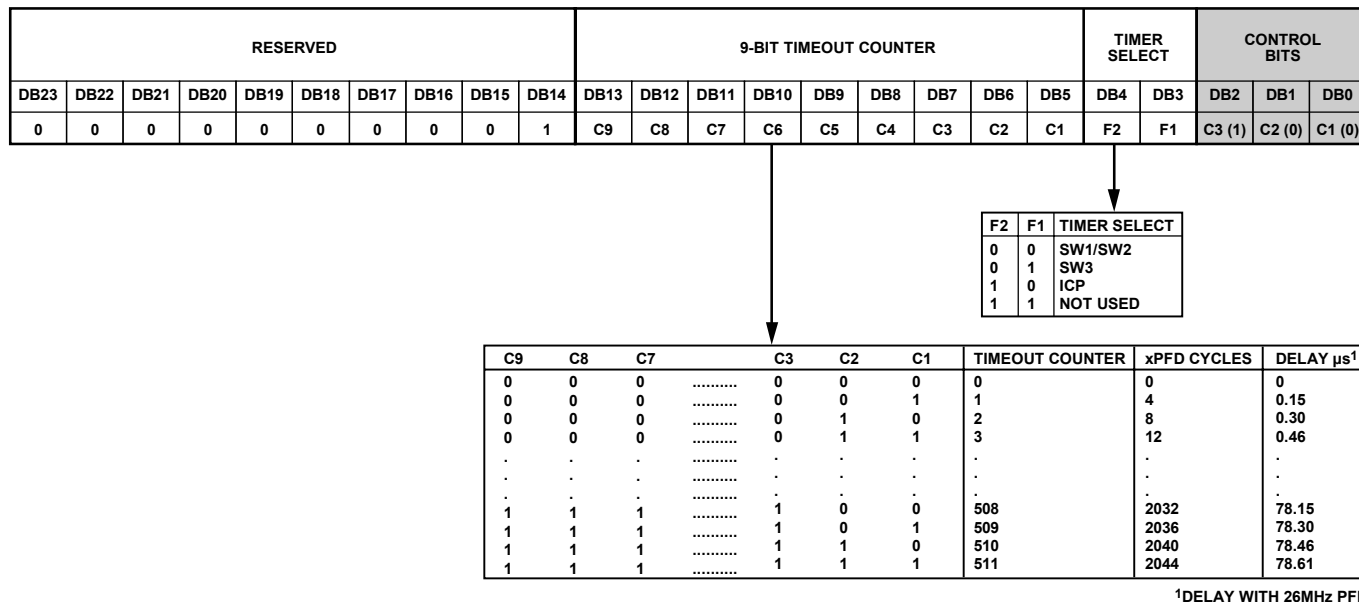 RESERVED 9-BIT TIMEOUT COUNTER TIMER SELECT CONTROL BITS
DB23 DB22 DB21 DB20 DB19 DB18 DB17 DB16 DB15 DB14 DB13 DB12 DB11 DB10 DB9 DB8 DB7 DB6 DB5 DB4 DB3 DB2 DB1 DB0
0 0 0 0 0 0 0 0 0 1 C9 C8 C7 C6 C5 C4 C3 C2 C1 F2 F1 C3 (1) C2 (0) C1 (0)
F2 F1 TIMER SELECT
0 0 SW1/SW2
0 1 SW3
1 0 ICP
1 1 NOT USED
C9 C8 C7 C3 C2 C1 TIMEOUT COUNTER xPFD CYCLES DELAY µs1
0 0 0 .......... 0 0 0 0 0 0
0 0 0 .......... 0 0 1 1 4 0.15
0 0 0 .......... 0 1 0 2 8 0.30
0 0 0 .......... 0 1 1 3 12 0.46
. . . .......... . . . . . .
. . . .......... . . . . . .
. . . .......... . . . . . .
1 1 1 .......... 1 0 0 508 2032 78.15
1 1 1 .......... 1 0 1 509 2036 78.30
1 1 1 .......... 1 1 0 510 2040 78.46
1 1 1 .......... 1 1 1 511 2044 78.61
1DELAY WITH 26MHz